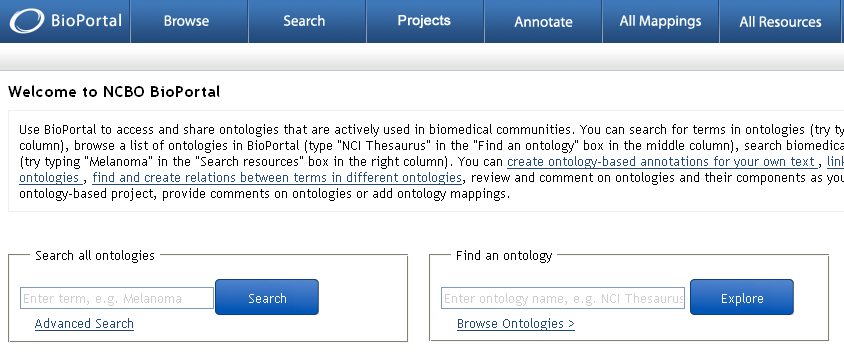 BioPortal Browse Search Projects Annotate All Mappings All Resources
Welcome to NCBO BioPortal
Use BioPortal to access and share ontologies that are actively used in biomedical communities. You can search for terms in ontologies (try ty
column), browse a list of ontologies in BioPortal (type "NCI Thesaurus" in the "Find an ontology" box in the middle column), search biomedica
(try typing "Melanoma" in the "Search resources" box in the right column). You can create ontology-based annotations for your own text , link
ontologies , find and create relations between terms in different ontologies, review and comment on ontologies and their components as you
ontology-based project, provide comments on ontologies or add ontology mappings.
Search all ontologies Find an ontology
Enter term, e.g. Melanoma Search Enter ontology name, e.g. NCI Thesaurus Explore
Advanced Search Browse Ontologies >